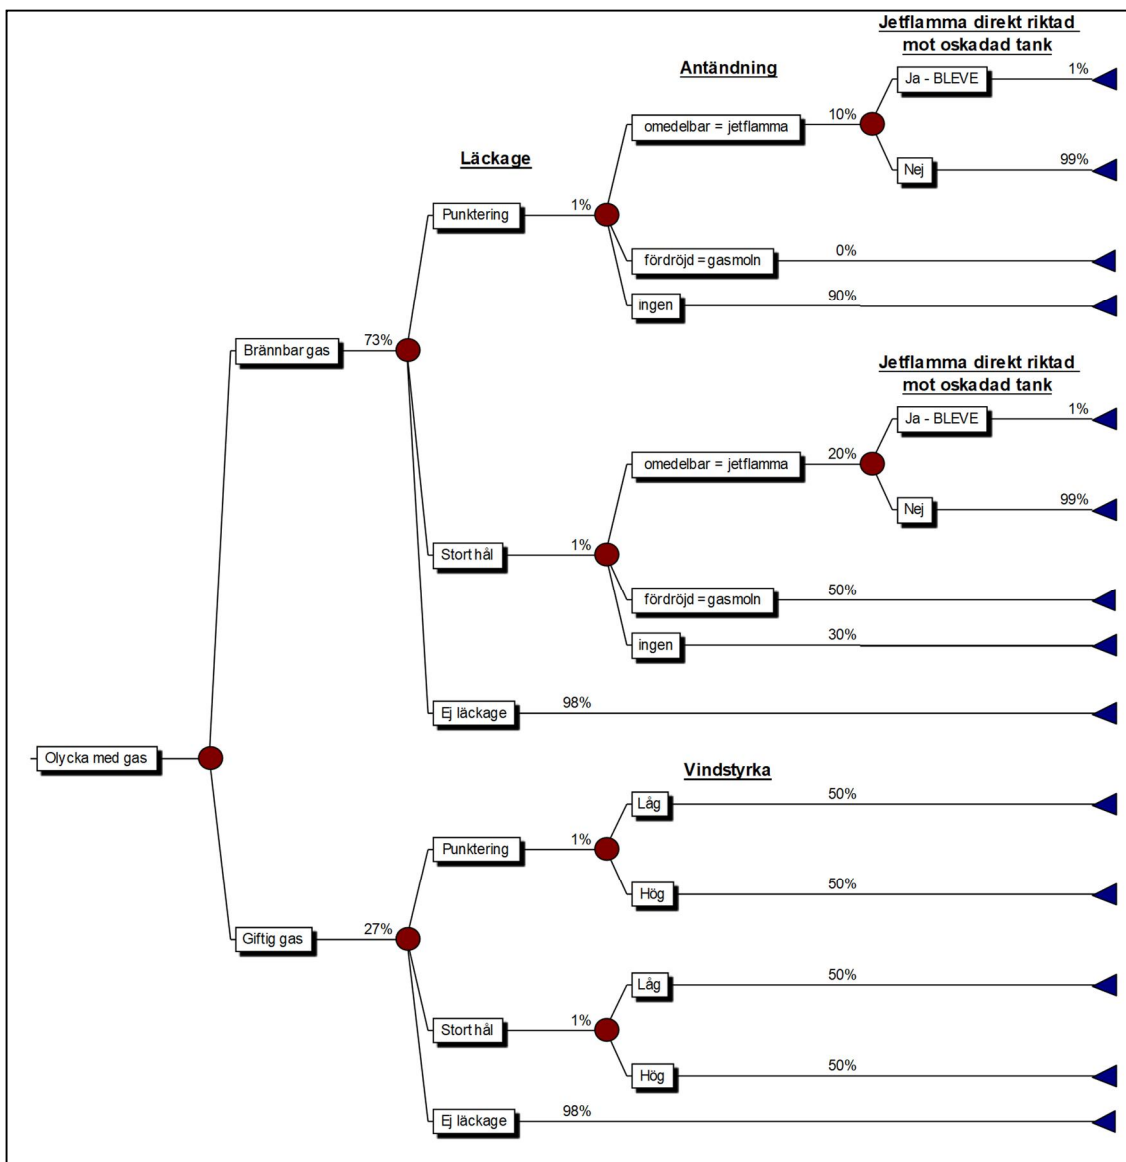 Jetflamma direkt riktad
mot oskadad tank
Antändning
Ja - BLEVE 1%
omedelbar = jetflamma 10%
Läckage
Nej 99%
Punktering 1%
fördröjd = gasmoln 0%
ingen 90%
Brännbar gas 73%
Jetflamma direkt riktad
mot oskadad tank
Ja - BLEVE 1%
omedelbar = jetflamma 20%
Nej 99%
Stort hål 1%
fördröjd = gasmoln 50%
ingen 30%
Ej läckage 98%
Olycka med gas
Vindstyrka
Låg 50%
Punktering 1%
Hög 50%
Giftig gas 27%
Låg 50%
Stort hål 1%
Hög 50%
Ej läckage 98%